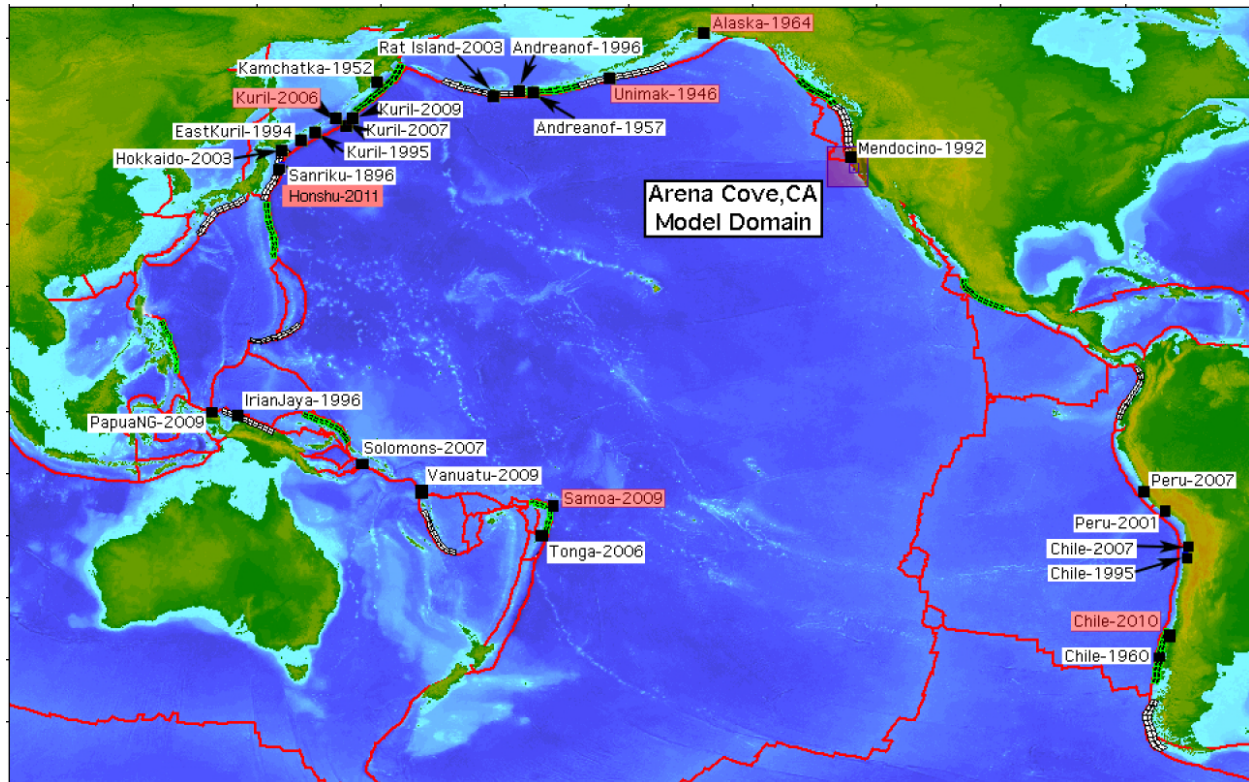 Alaska-1964
Rat Island-2003
Andreanof-1996
Kamchatka-1952
Kuril-2006
Unimak-1946
Kuril-2009
Andreanof-1957
EastKuril-1994
Kuril-2007
Kuril-1995
Hokkaido-2003
Mendocino-1992
Sanriku-1896
Honshu-2011
Arena Cove,CA
Model Domain
IrianJaya-1996
PapuaNG-2009
Solomons-2007
Vanuatu-2009
Peru-2007
Samoa-2009
Peru-2001
Tonga-2006
Chile-2007
Chile-1995
Chile-2010
Chile-1960